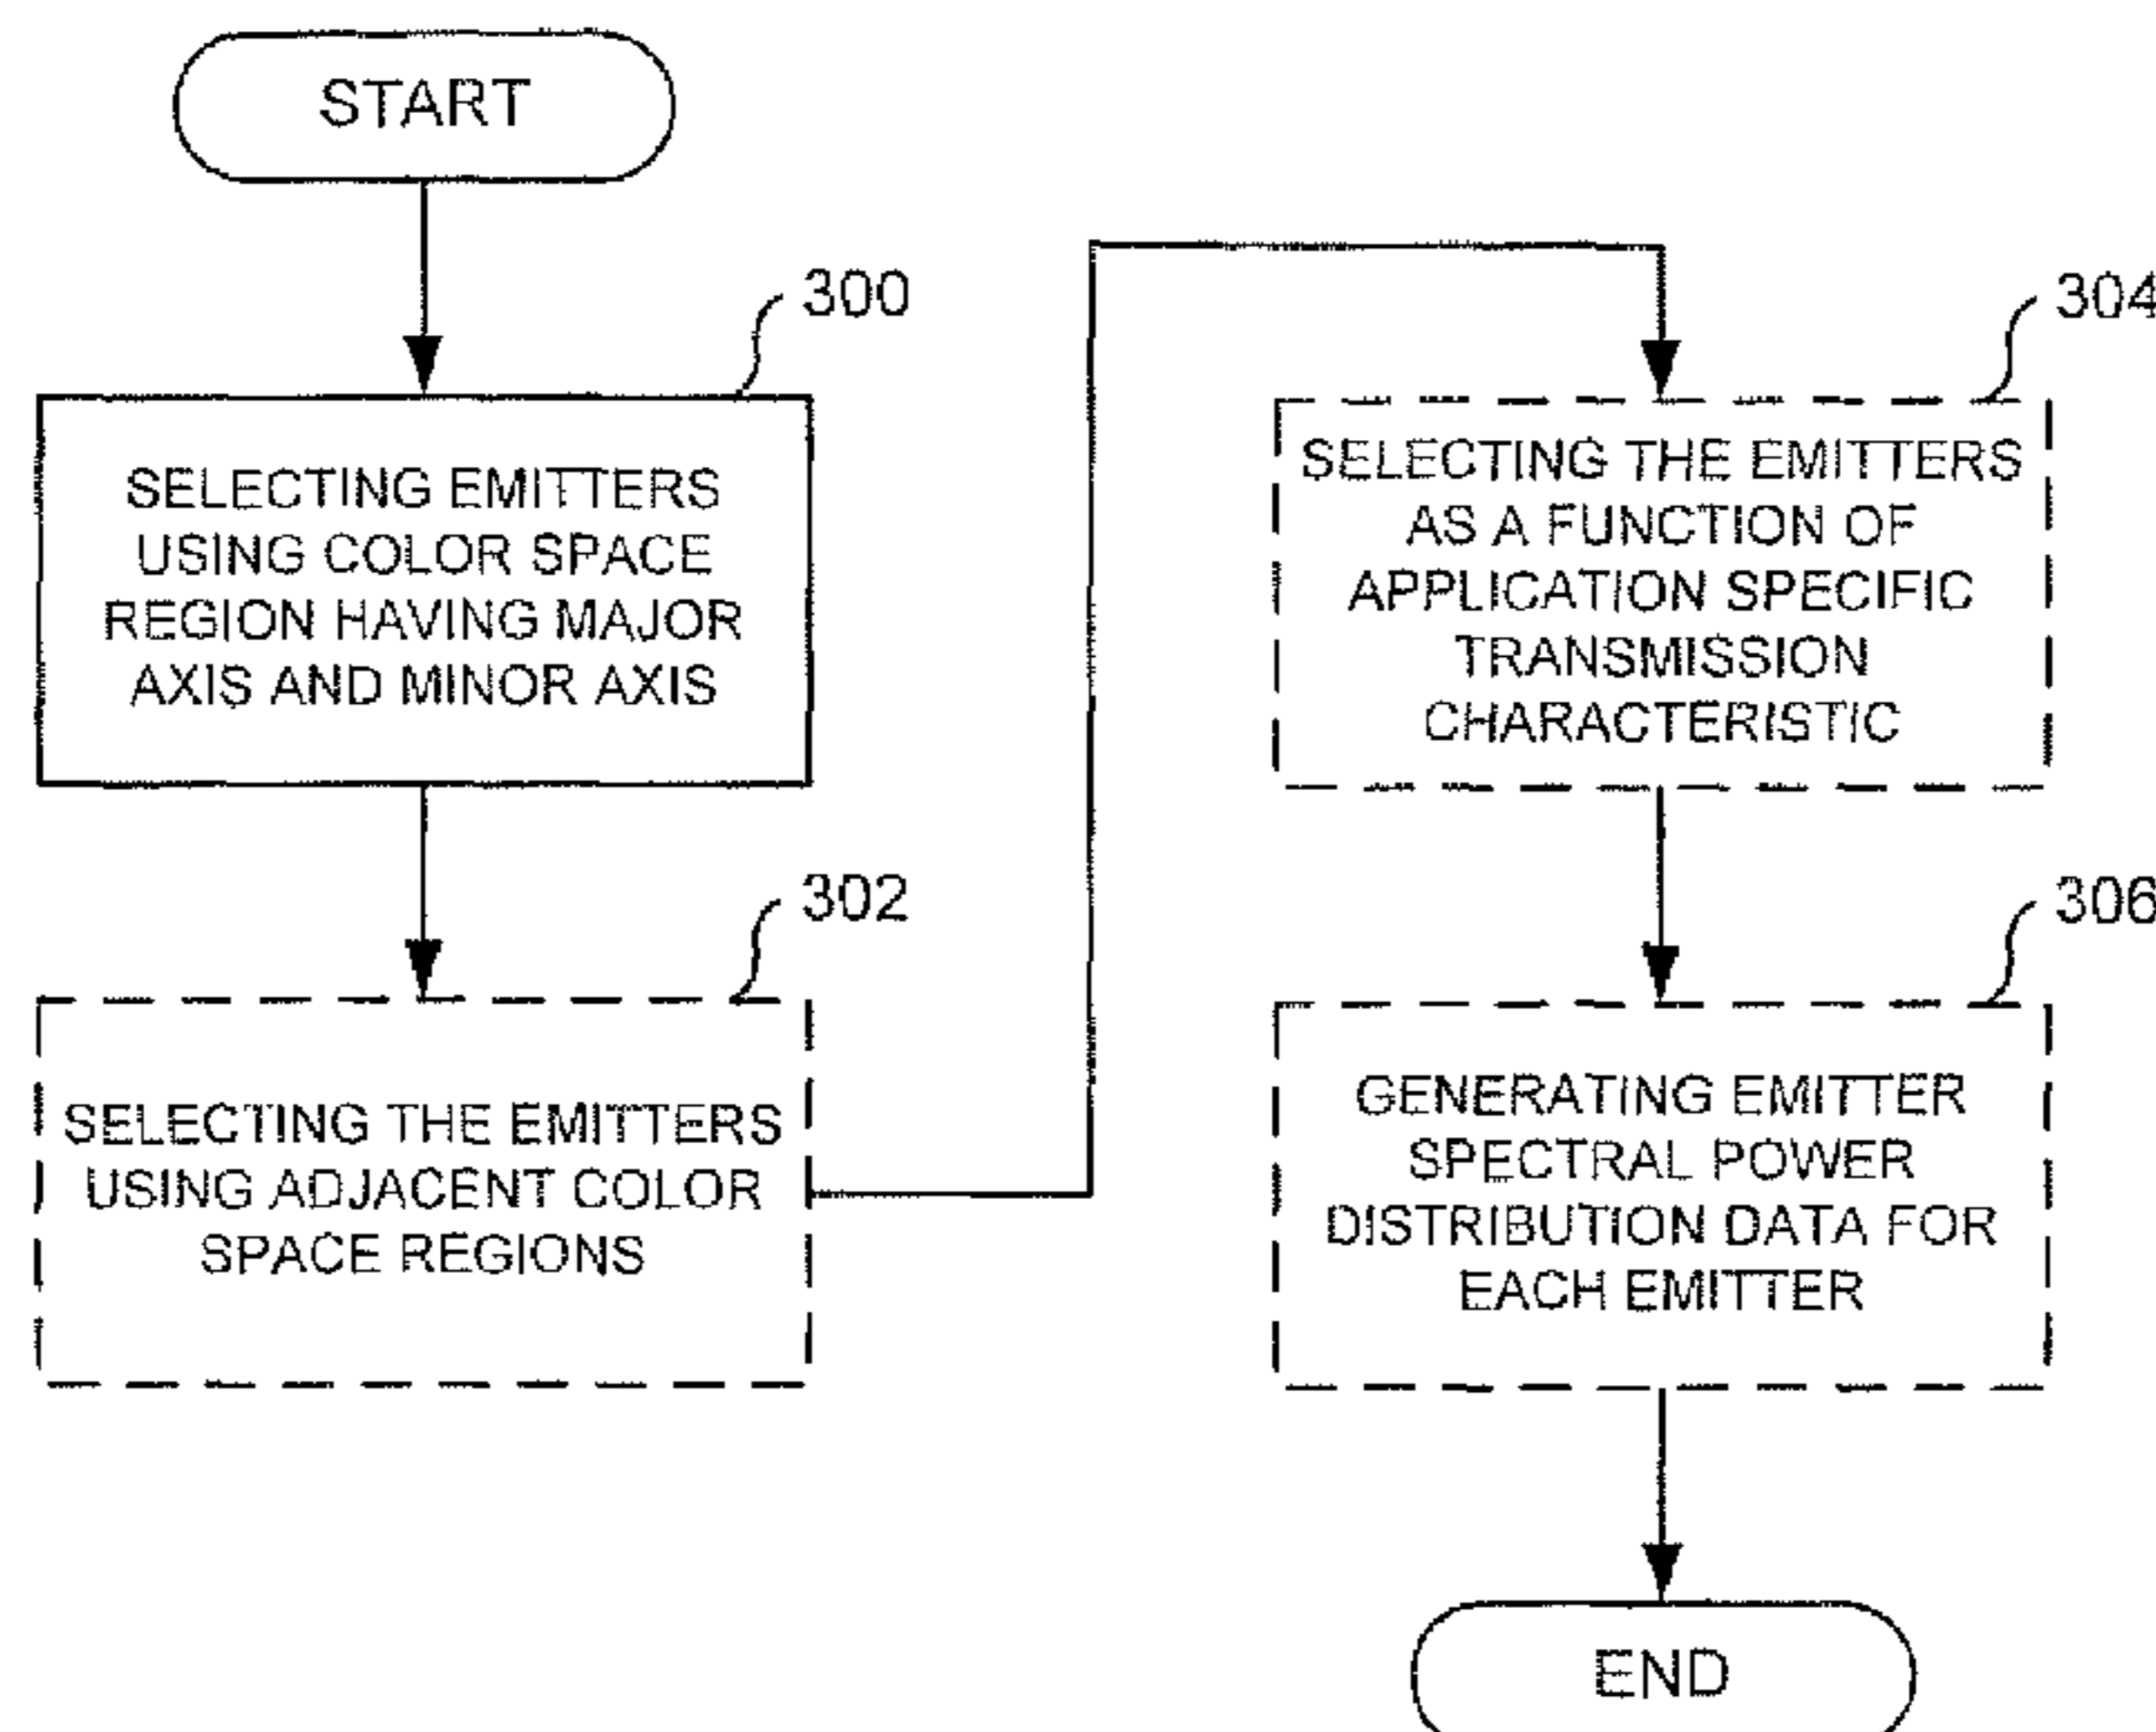 START
300
SELECTING EMITTERS
USING COLOR SPACE
REGION HAVING MAJOR
AXIS AND MINOR AXIS
302
SELECTING THE EMITTERS
USING ADJACENT COLOR
SPACE REGIONS
304
SELECTING THE EMITTERS
AS A FUNCTION OF
APPLICATION SPECIFIC
TRANSMISSION
CHARACTERISTIC
306
GENERATING EMITTER
SPECTRAL POWER
DISTRIBUTION DATA FOR
EACH EMITTER
END